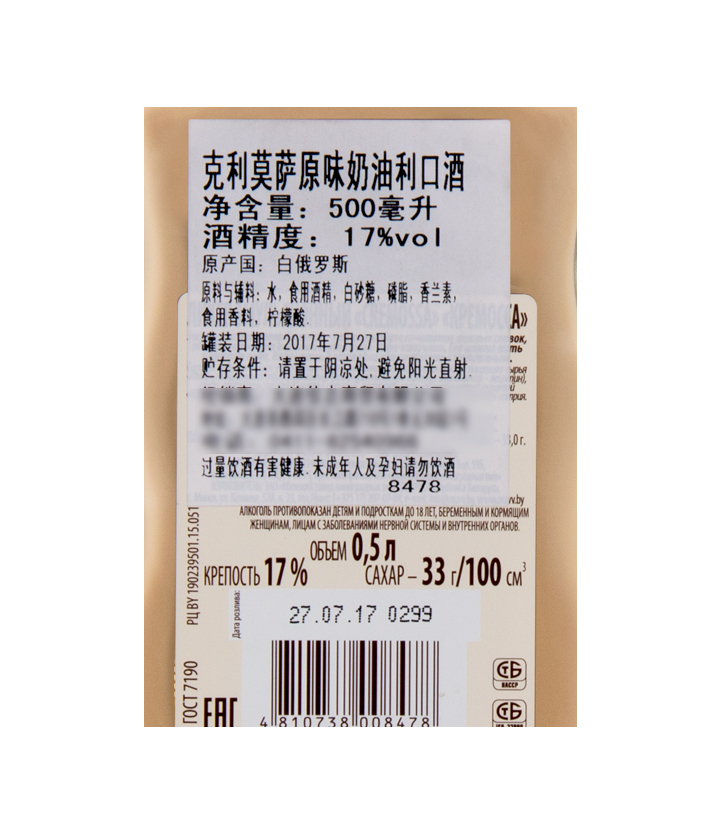 克利莫萨原味奶油利口酒
净含量：500毫升
酒精度：17%vol
原产国：白俄罗斯
原料与辅料：水，食用酒精，白砂糖，磷脂，香兰素，
食用香料，柠檬酸.
罐装日期：2017年7月27日
贮存条件：请置于阴凉处,避免阳光直射.
过量饮酒有害健康.未成年人及孕妇请勿饮酒
8478
АЛКОГОЛЬ ПРОТИВОПОКАЗАН ДЕТЯМ И ПОДРОСТКАМ ДО 18 ЛЕТ, БЕРЕМЕННЫМ И КОРМЯЩИМ
ЖЕНЩИНАМ, ЛИЦАМ С ЗАБОЛЕВАНИЯМИ НЕРВНОЙ СИСТЕМЫ И ВНУТРЕННИХ ОРГАНОВ.
ОБЪЕМ 0,5 л
КРЕПОСТЬ 17 % САХАР – 33 г/100 см³
Дата розлива:
27.07.17 0299
РЦ BY 190239501.15.051
ГОСТ 7190
ЕАС
4 810738 008478
СТБ
СТБ